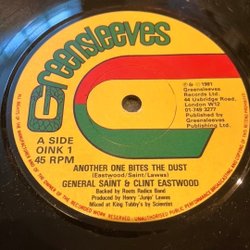 Greensleeves
℗ & © 1981
Greensleeves
Records Ltd.
44 Uxbridge Road,
London W12
01-749 3277
Published by
Greensleeves
Publishing Ltd.
A SIDE
OINK 1
45 RPM
ANOTHER ONE BITES THE DUST
(Eastwood/Saint/Lawes)
GENERAL SAINT & CLINT EASTWOOD
Backed by Roots Radics Band
Produced by Henry 'Junjo' Lawes
Mixed at King Tubby's by Scientist